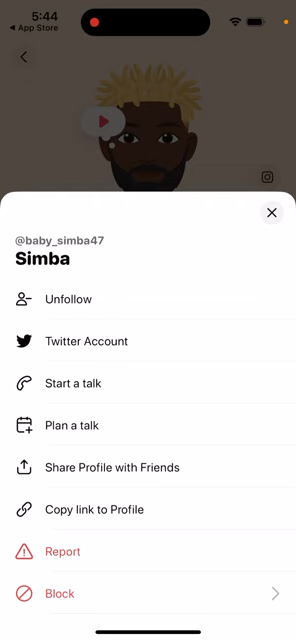 5:44
◀ App Store
@baby_simba47
Simba
Unfollow
Twitter Account
Start a talk
Plan a talk
Share Profile with Friends
Copy link to Profile
Report
Block